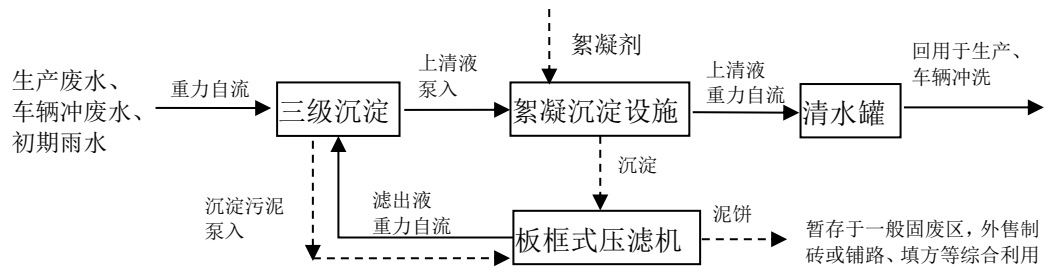 絮凝剂
生产废水、
车辆冲废水、
初期雨水
重力自流
三级沉淀
上清液
泵入
絮凝沉淀设施
上清液
重力自流
清水罐
回用于生产、
车辆冲洗
沉淀
沉淀污泥
泵入
滤出液
重力自流
板框式压滤机
泥饼
暂存于一般固废区，外售制
砖或铺路、填方等综合利用